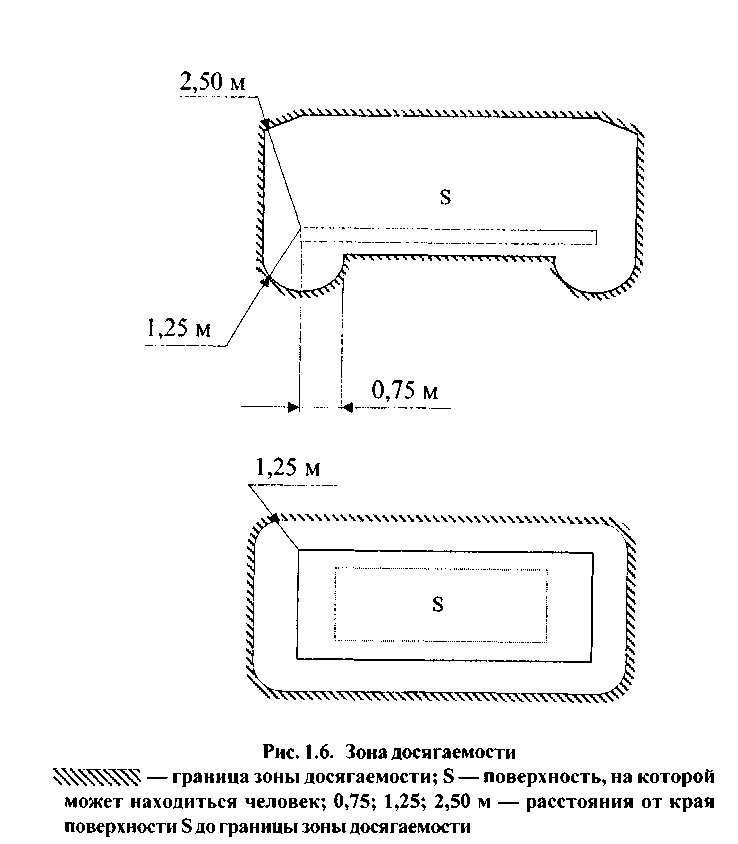 2,50 м
S
1,25 м
0,75 м
1,25 м
S
Рис. 1.6. Зона досягаемости
— граница зоны досягаемости; S — поверхность, на которой
может находиться человек; 0,75; 1,25; 2,50 м — расстояния от края
поверхности S до границы зоны досягаемости